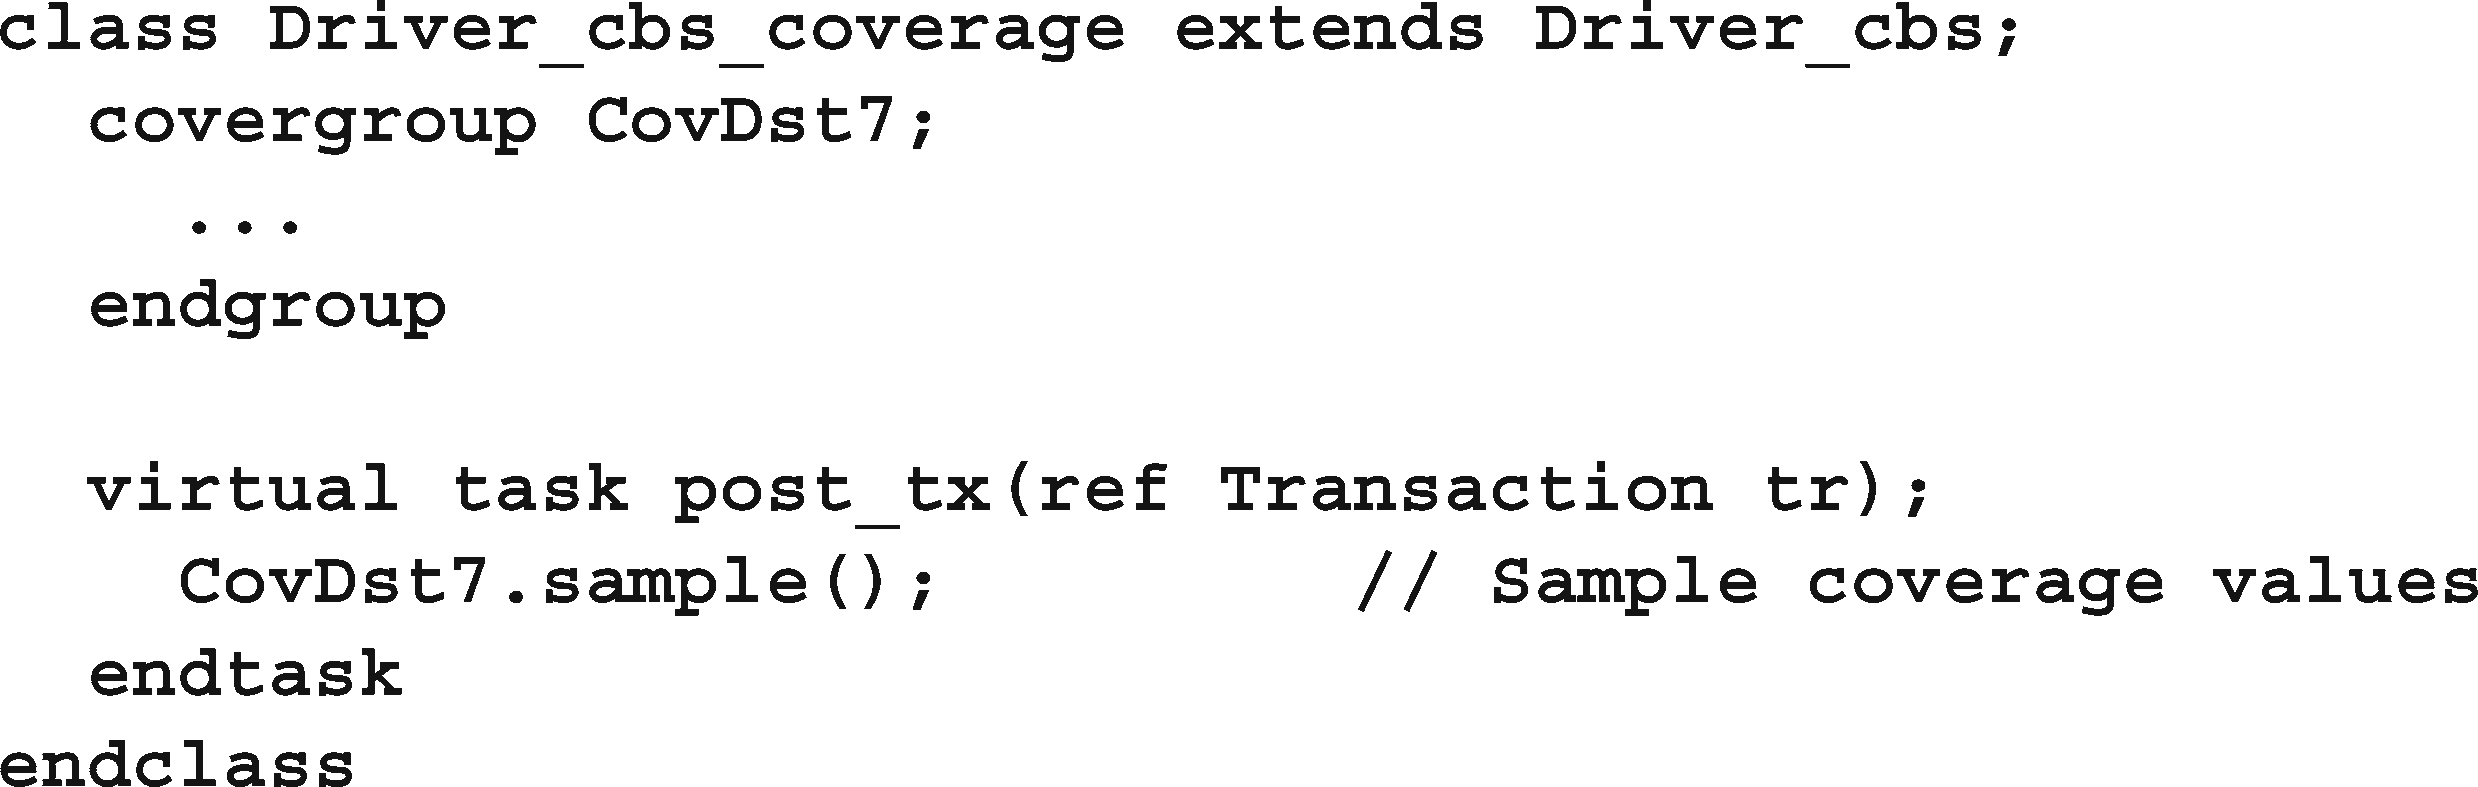 class Driver_cbs_coverage extends Driver_cbs;
  covergroup CovDst7;
    ...
  endgroup

  virtual task post_tx(ref Transaction tr);
    CovDst7.sample();         // Sample coverage values
  endtask
endclass